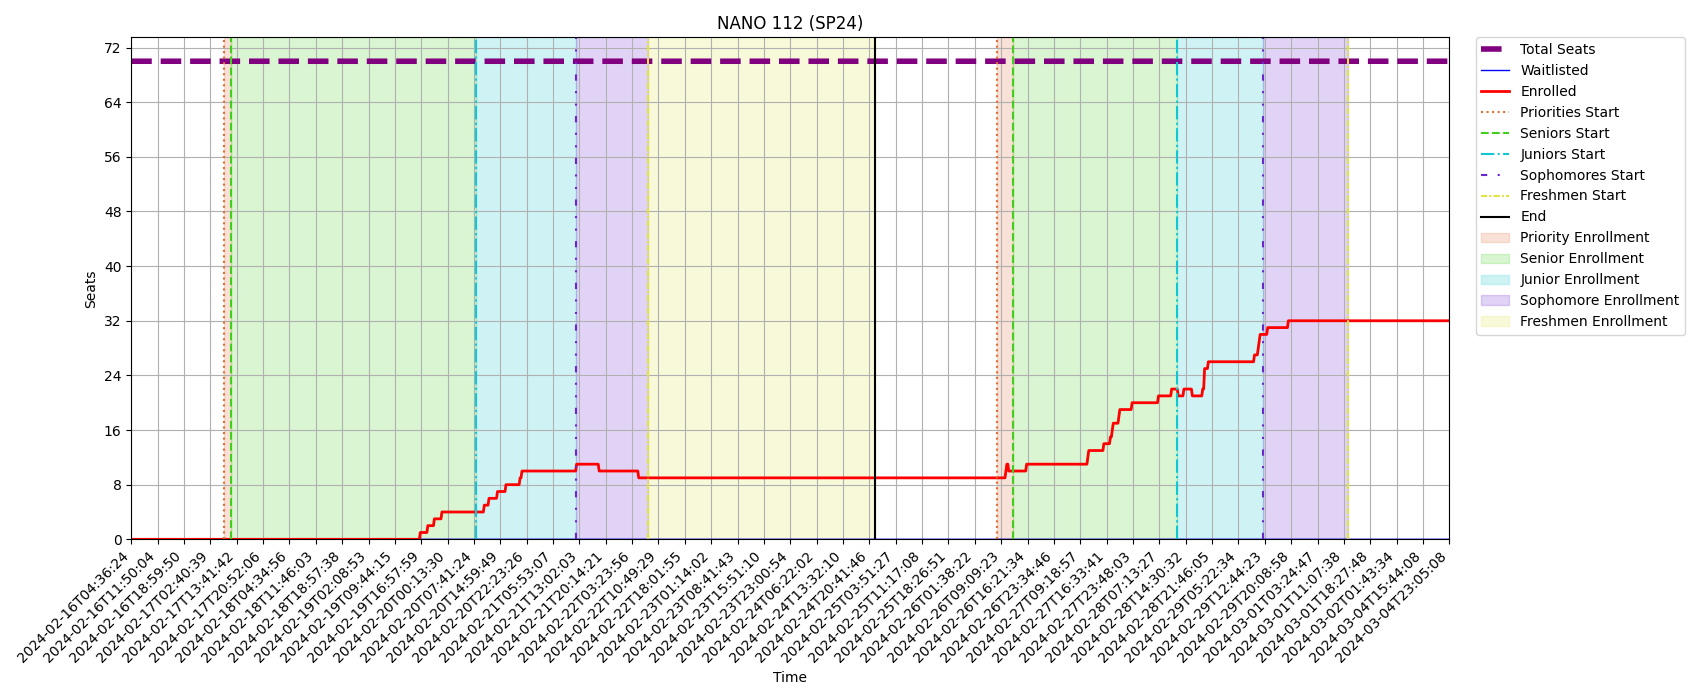 NANO 112 (SP24)
72
64
56
48
40
32
24
16
8
0
Seats
2024-02-16T04:36:24
2024-02-16T11:50:04
2024-02-16T18:59:50
2024-02-17T02:40:39
2024-02-17T13:41:42
2024-02-17T20:52:06
2024-02-18T04:34:56
2024-02-18T11:46:03
2024-02-18T18:57:38
2024-02-19T02:08:53
2024-02-19T09:44:15
2024-02-19T16:57:59
2024-02-20T00:13:30
2024-02-20T07:41:24
2024-02-20T14:59:49
2024-02-20T22:23:26
2024-02-21T05:53:07
2024-02-21T13:02:03
2024-02-21T20:14:21
2024-02-22T03:23:56
2024-02-22T10:49:29
2024-02-22T18:01:55
2024-02-23T01:14:02
2024-02-23T08:41:43
2024-02-23T15:51:10
2024-02-23T23:00:54
2024-02-24T06:22:02
2024-02-24T13:32:10
2024-02-24T20:41:46
2024-02-25T03:51:27
2024-02-25T11:17:08
2024-02-25T18:26:51
2024-02-26T01:38:22
2024-02-26T09:09:23
2024-02-26T16:21:34
2024-02-26T23:34:46
2024-02-27T09:18:57
2024-02-27T16:33:41
2024-02-27T23:48:03
2024-02-28T07:13:27
2024-02-28T14:30:32
2024-02-28T21:46:05
2024-02-29T05:22:34
2024-02-29T12:44:23
2024-02-29T20:08:58
2024-03-01T03:24:47
2024-03-01T11:07:38
2024-03-01T18:27:48
2024-03-02T01:43:34
2024-03-04T15:44:08
2024-03-04T23:05:08
Time
Total Seats
Waitlisted
Enrolled
Priorities Start
Seniors Start
Juniors Start
Sophomores Start
Freshmen Start
End
Priority Enrollment
Senior Enrollment
Junior Enrollment
Sophomore Enrollment
Freshmen Enrollment